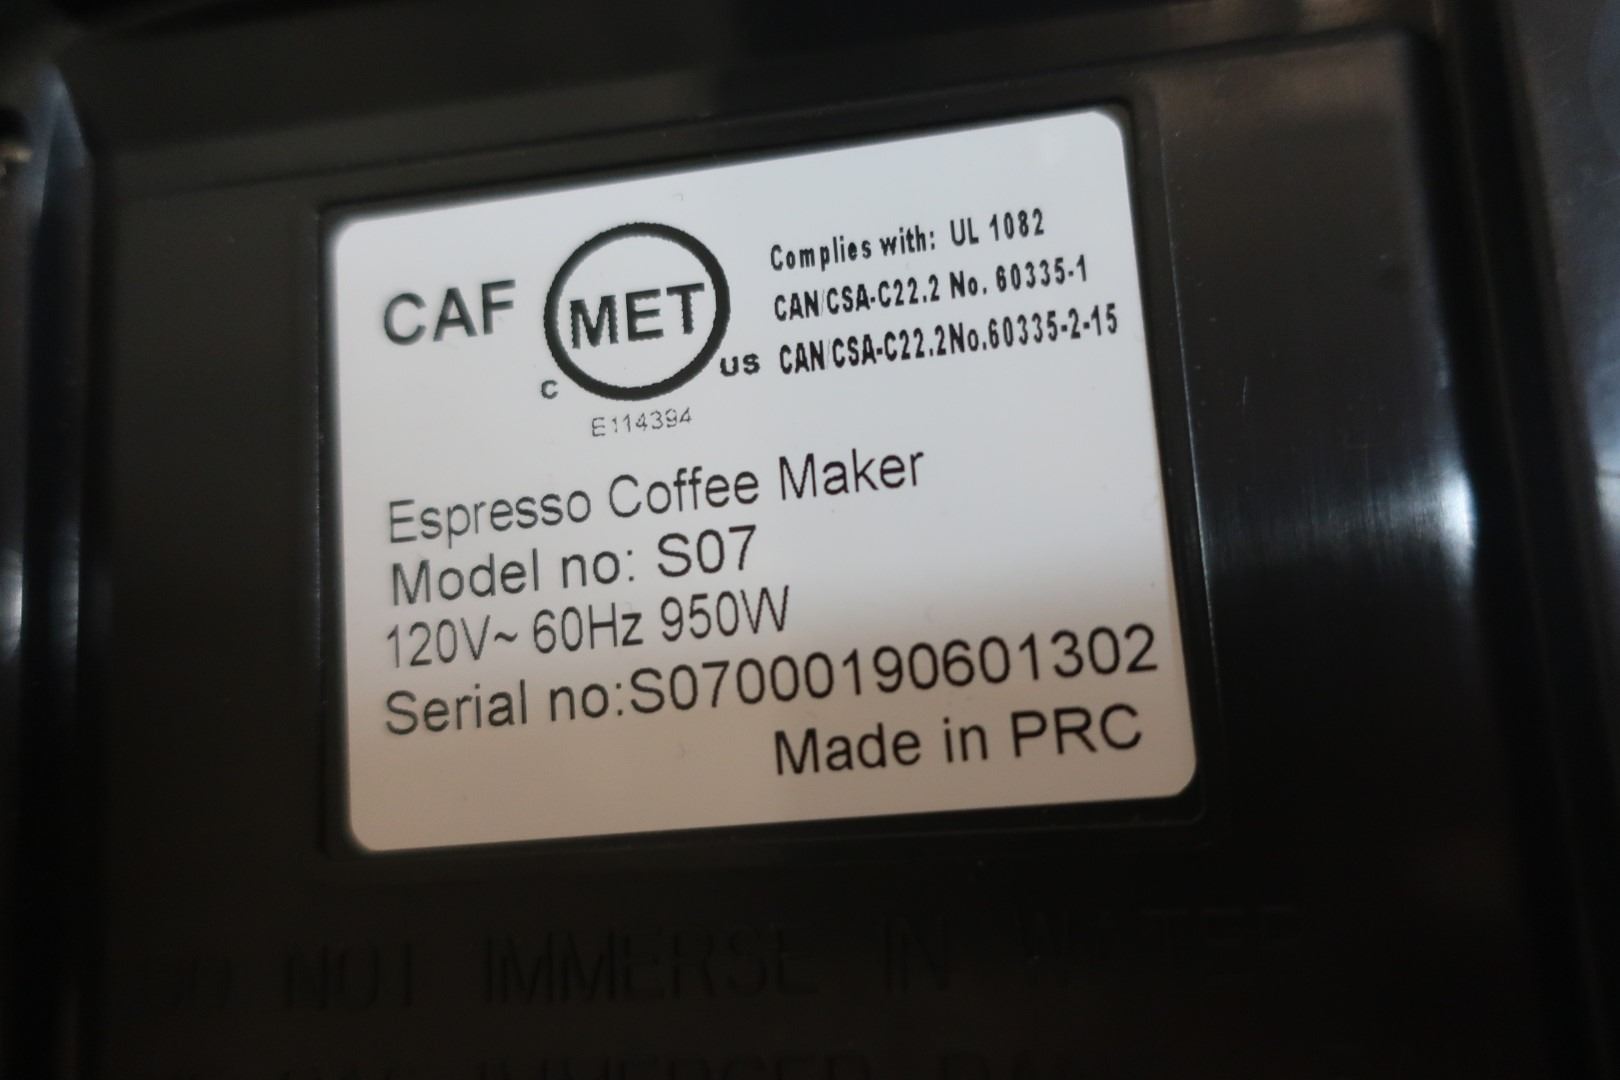 CAF
MET
C
US
E114394
Complies with: UL 1082
CAN/CSA-C22.2 No. 60335-1
CAN/CSA-C22.2No.60335-2-15
Espresso Coffee Maker
Model no: S07
120V~ 60Hz 950W
Serial no:S07000190601302
Made in PRC
DO NOT IMMERSE IN WATER